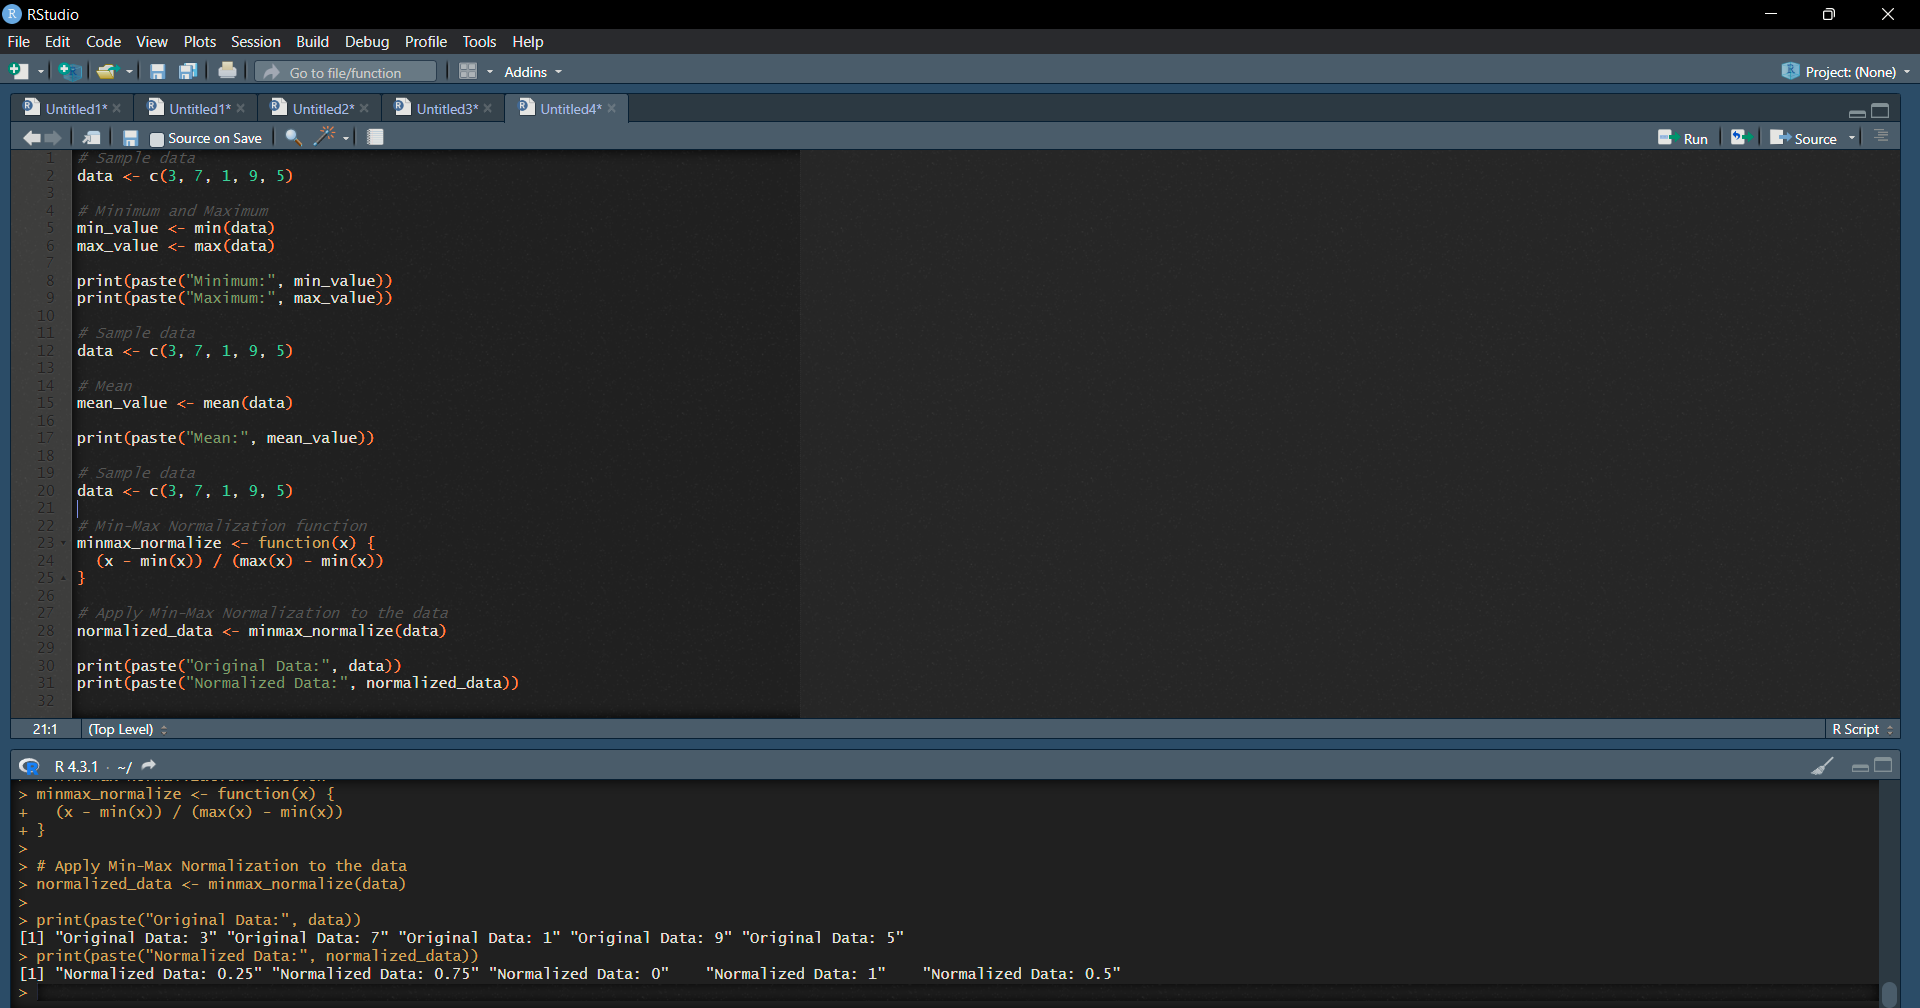 RStudio
File Edit Code View Plots Session Build Debug Profile Tools Help
Go to file/function Addins Project: (None)
Untitled1* Untitled1* Untitled2* Untitled3* Untitled4*
Source on Save Run Source
1 # Sample data
2 data <- c(3, 7, 1, 9, 5)
3
4 # Minimum and Maximum
5 min_value <- min(data)
6 max_value <- max(data)
7
8 print(paste("Minimum:", min_value))
9 print(paste("Maximum:", max_value))
10
11 # Sample data
12 data <- c(3, 7, 1, 9, 5)
13
14 # Mean
15 mean_value <- mean(data)
16
17 print(paste("Mean:", mean_value))
18
19 # Sample data
20 data <- c(3, 7, 1, 9, 5)
21
22 # Min-Max Normalization function
23 minmax_normalize <- function(x) {
24   (x - min(x)) / (max(x) - min(x))
25 }
26
27 # Apply Min-Max Normalization to the data
28 normalized_data <- minmax_normalize(data)
29
30 print(paste("Original Data:", data))
31 print(paste("Normalized Data:", normalized_data))
32
21:1 (Top Level) R Script
R 4.3.1 · ~/
> minmax_normalize <- function(x) {
+   (x - min(x)) / (max(x) - min(x))
+ }
>
> # Apply Min-Max Normalization to the data
> normalized_data <- minmax_normalize(data)
>
> print(paste("Original Data:", data))
[1] "Original Data: 3" "Original Data: 7" "Original Data: 1" "Original Data: 9" "Original Data: 5"
> print(paste("Normalized Data:", normalized_data))
[1] "Normalized Data: 0.25" "Normalized Data: 0.75" "Normalized Data: 0"    "Normalized Data: 1"    "Normalized Data: 0.5"
>